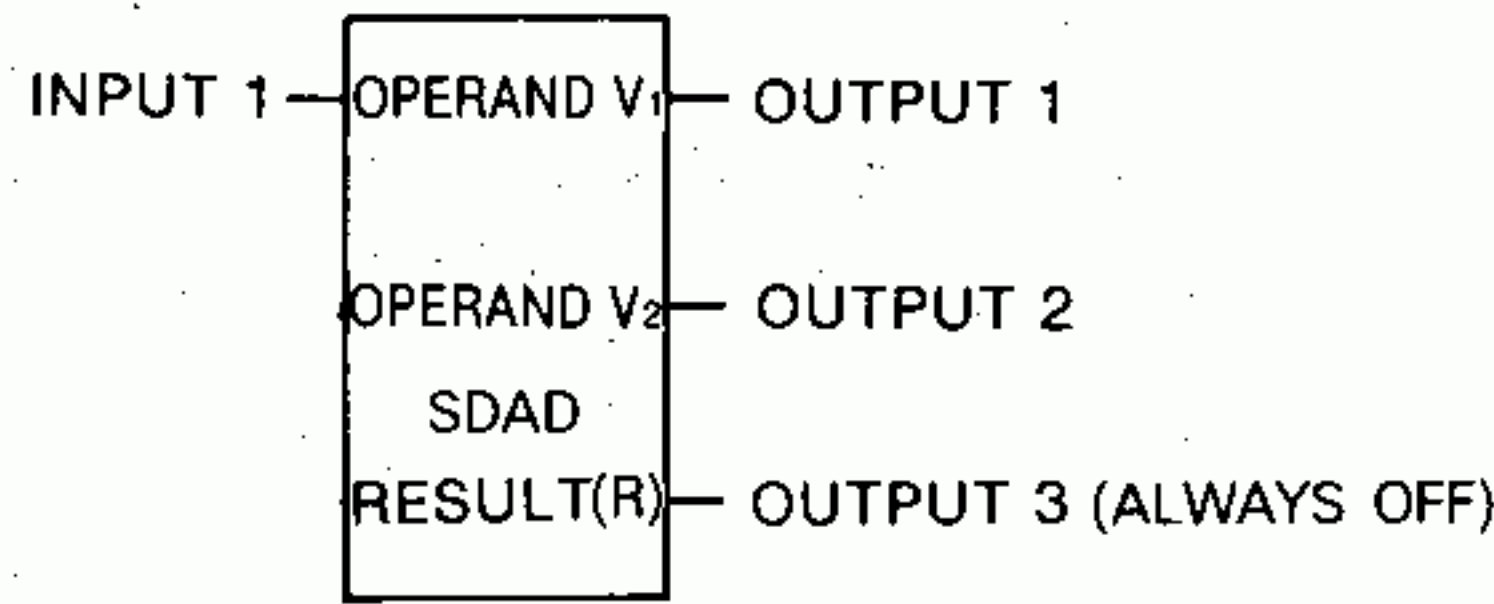 INPUT 1 OPERAND V1 OUTPUT 1
OPERAND V2 OUTPUT 2
SDAD
RESULT(R) OUTPUT 3 (ALWAYS OFF)